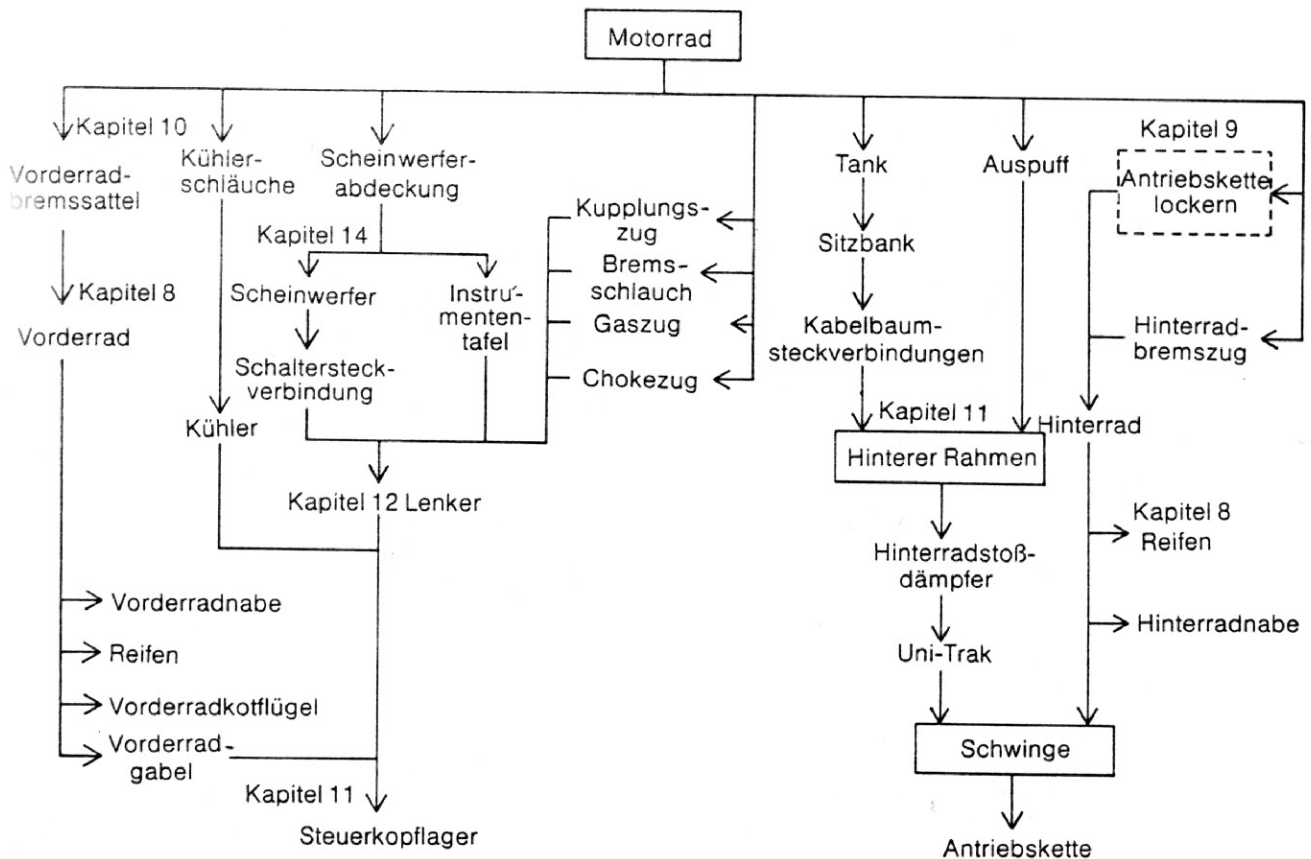 Motorrad
Kapitel 10
Vorderrad-
bremssattel
Kapitel 8
Vorderrad
Vorderradnabe
Reifen
Vorderradkotflügel
Vorderrad-
gabel
Kühler-
schläuche
Kühler
Scheinwerfer-
abdeckung
Kapitel 14
Scheinwerfer
Schaltersteck-
verbindung
Instru-
menten-
tafel
Kupplungs-
zug
Brems-
schlauch
Gaszug
Chokezug
Kapitel 12 Lenker
Kapitel 11
Steuerkopflager
Tank
Sitzbank
Kabelbaum-
steckverbindungen
Kapitel 11
Auspuff
Hinterer Rahmen
Hinterradstoß-
dämpfer
Uni-Trak
Kapitel 9
Antriebskette
lockern
Hinterrad-
bremszug
Hinterrad
Kapitel 8
Reifen
Hinterradnabe
Schwinge
Antriebskette